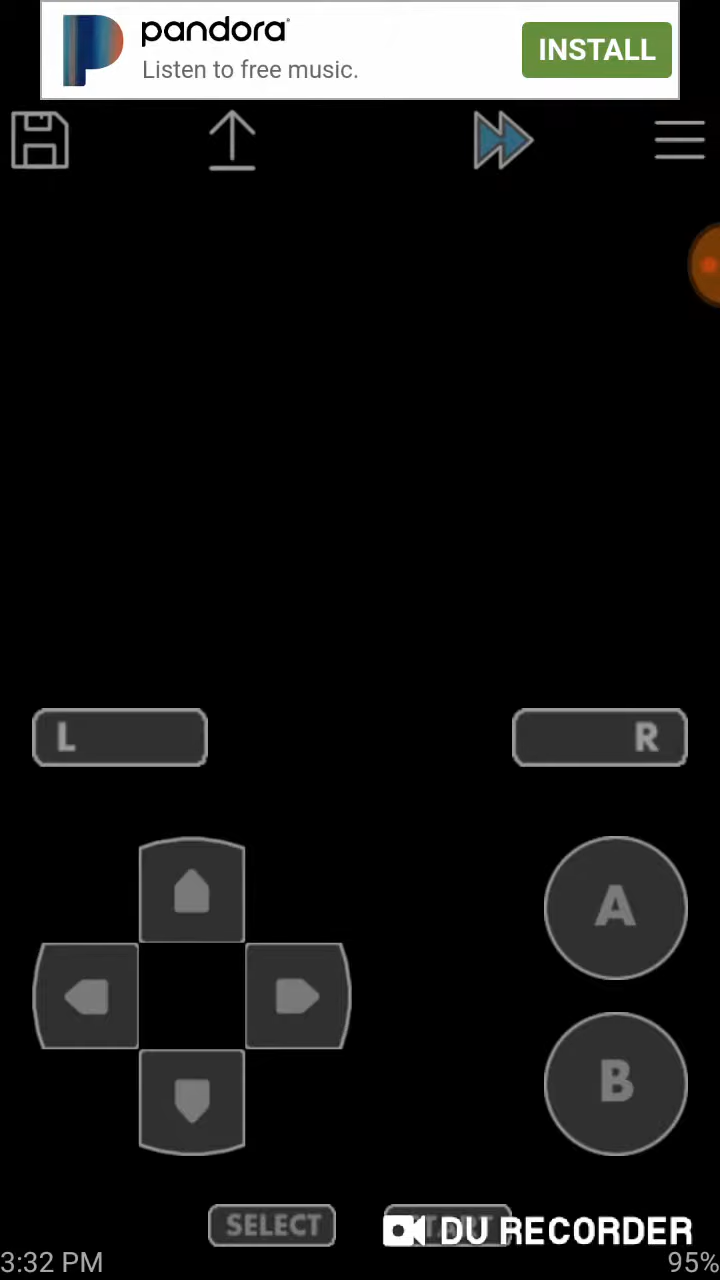 pandora
Listen to free music.
INSTALL
L
R
A
B
SELECT
DU RECORDER
3:32 PM
95%